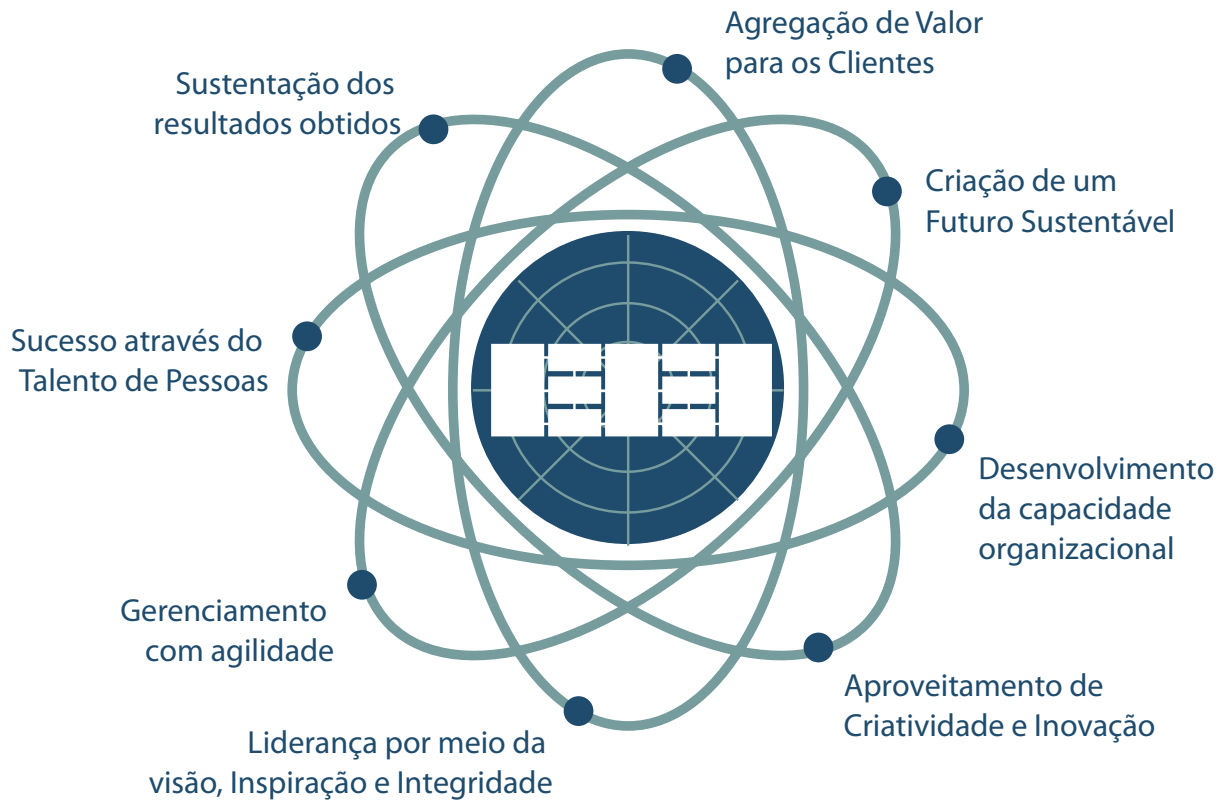 Agregação de Valor
para os Clientes
Criação de um
Futuro Sustentável
Desenvolvimento
da capacidade
organizacional
Aproveitamento de
Criatividade e Inovação
Liderança por meio da
visão, Inspiração e Integridade
Gerenciamento
com agilidade
Sucesso através do
Talento de Pessoas
Sustentação dos
resultados obtidos